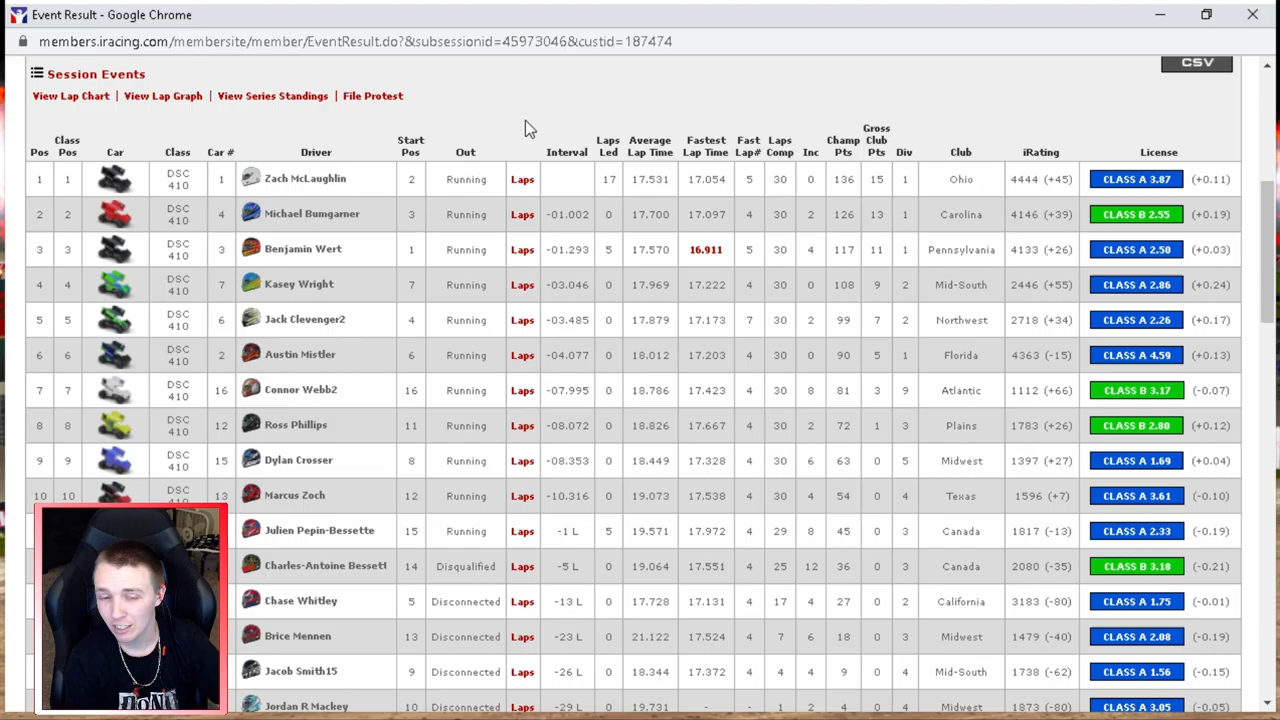 Event Result - Google Chrome
members.iracing.com/membersite/member/EventResult.do?&subsessionid=45973046&custid=187474
CSV
Session Events
View Lap Chart | View Lap Graph | View Series Standings | File Protest
Pos Class Pos Car Class Car # Driver Start Pos Out Interval Laps Led Average Lap Time Fastest Lap Time Fast Lap# Laps Comp Inc Champ Pts Gross Club Pts Div Club iRating License
1 1 DSC 410 1 Zach McLaughlin 2 Running Laps 17 17.531 17.054 5 30 0 136 15 1 Ohio 4444 (+45) CLASS A 3.87 (+0.11)
2 2 DSC 410 4 Michael Bumgarner 3 Running Laps -01.002 0 17.700 17.097 4 30 0 126 13 1 Carolina 4146 (+39) CLASS B 2.55 (+0.19)
3 3 DSC 410 3 Benjamin Wert 1 Running Laps -01.293 5 17.570 16.911 5 30 2 117 11 1 Pennsylvania 4133 (+26) CLASS A 2.50 (+0.03)
4 4 DSC 410 7 Kasey Wright 7 Running Laps -03.046 0 17.969 17.222 4 30 0 108 9 2 Mid-South 2446 (+55) CLASS A 2.86 (+0.24)
5 5 DSC 410 6 Jack Clevenger2 4 Running Laps -03.485 0 17.879 17.173 7 30 0 99 7 2 Northwest 2718 (+34) CLASS A 2.26 (+0.17)
6 6 DSC 410 2 Austin Mistler 6 Running Laps -04.077 0 18.012 17.203 4 30 0 90 5 1 Florida 4363 (-15) CLASS A 4.59 (+0.13)
7 7 DSC 410 16 Connor Webb2 16 Running Laps -07.995 0 18.786 17.423 4 30 81 3 9 Atlantic 1112 (+66) CLASS B 3.17 (-0.07)
8 8 DSC 410 12 Ross Phillips 11 Running Laps -08.072 0 18.826 17.667 4 30 72 1 3 Plains 1783 (+26) CLASS B 2.80 (+0.12)
9 9 DSC 410 15 Dylan Crosser 8 Running Laps -08.353 0 18.449 17.328 4 30 63 0 5 Midwest 1397 (+27) CLASS A 1.69 (+0.04)
10 10 DSC 410 13 Marcus Zoch 12 Running Laps -10.316 0 19.073 17.538 4 30 54 0 4 Texas 1596 (+7) CLASS A 3.61 (-0.10)
Julien Pepin-Bessette 15 Running Laps -1 L 5 19.571 17.972 4 29 8 45 0 3 Canada 1817 (-13) CLASS A 2.33 (-0.19)
Charles-Antoine Bessett 14 Disqualified Laps -5 L 0 19.064 17.551 4 25 12 36 0 3 Canada 2080 (-35) CLASS B 3.18 (-0.21)
Chase Whitley 5 Disconnected Laps -13 L 0 17.728 17.131 4 17 4 27 0 2 California 3183 (-80) CLASS A 1.75 (-0.01)
Brice Mennen 13 Disconnected Laps -23 L 0 21.122 17.524 4 7 6 18 0 3 Midwest 1479 (-40) CLASS A 2.08 (-0.19)
Jacob Smith15 9 Disconnected Laps -26 L 0 18.344 17.372 4 4 4 9 0 4 Mid-South 1738 (-62) CLASS A 1.56 (-0.15)
Jordan R Mackey 10 Disconnected Laps -29 L 0 19.731 Midwest 1873 (-80) CLASS A 3.05 (-0.15)